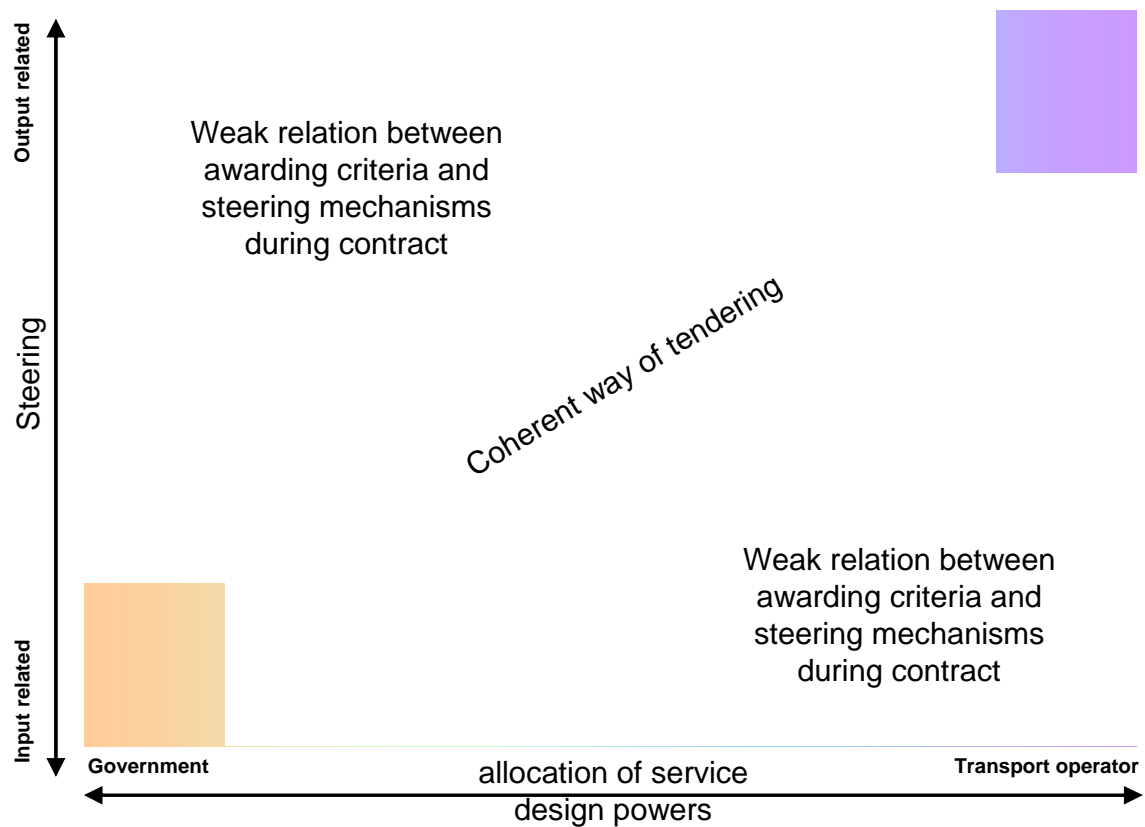 Output related
Weak relation between
awarding criteria and
steering mechanisms
during contract
Coherent way of tendering
Steering
Weak relation between
awarding criteria and
steering mechanisms
during contract
Input related
Government
allocation of service
design powers
Transport operator